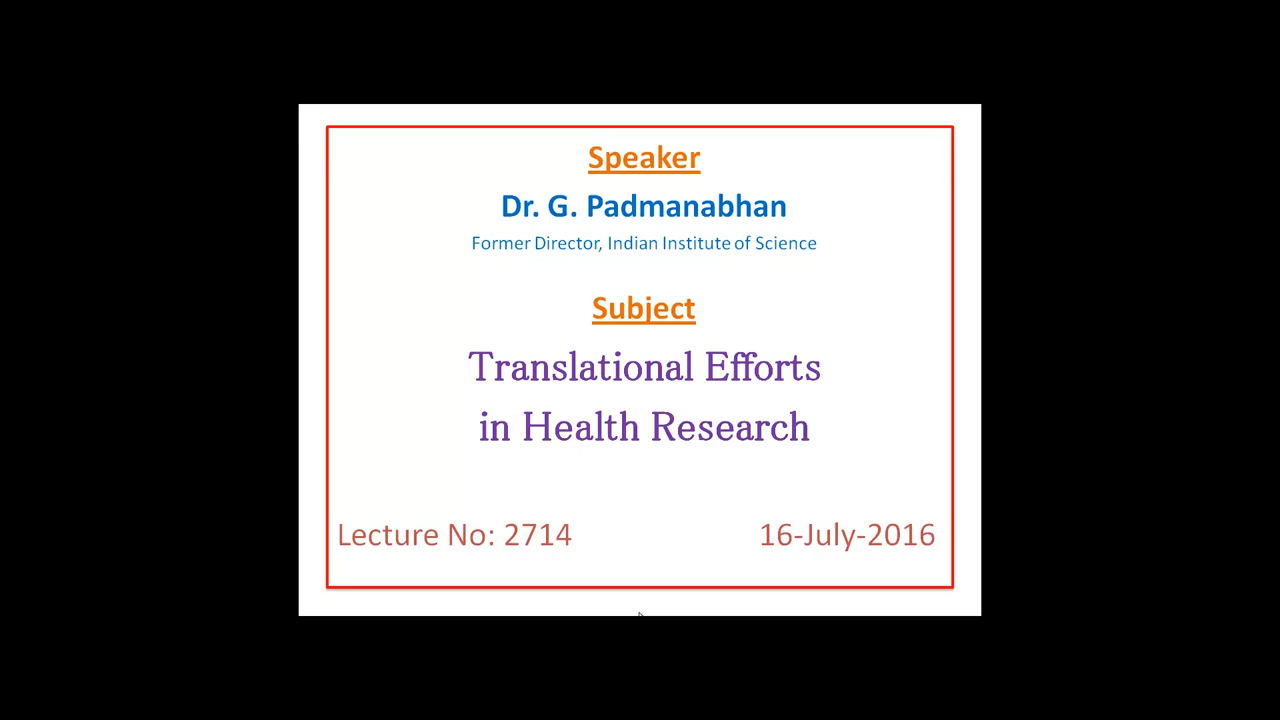 Speaker
Dr. G. Padmanabhan
Former Director, Indian Institute of Science
Subject
Translational Efforts
in Health Research
Lecture No: 2714 16-July-2016